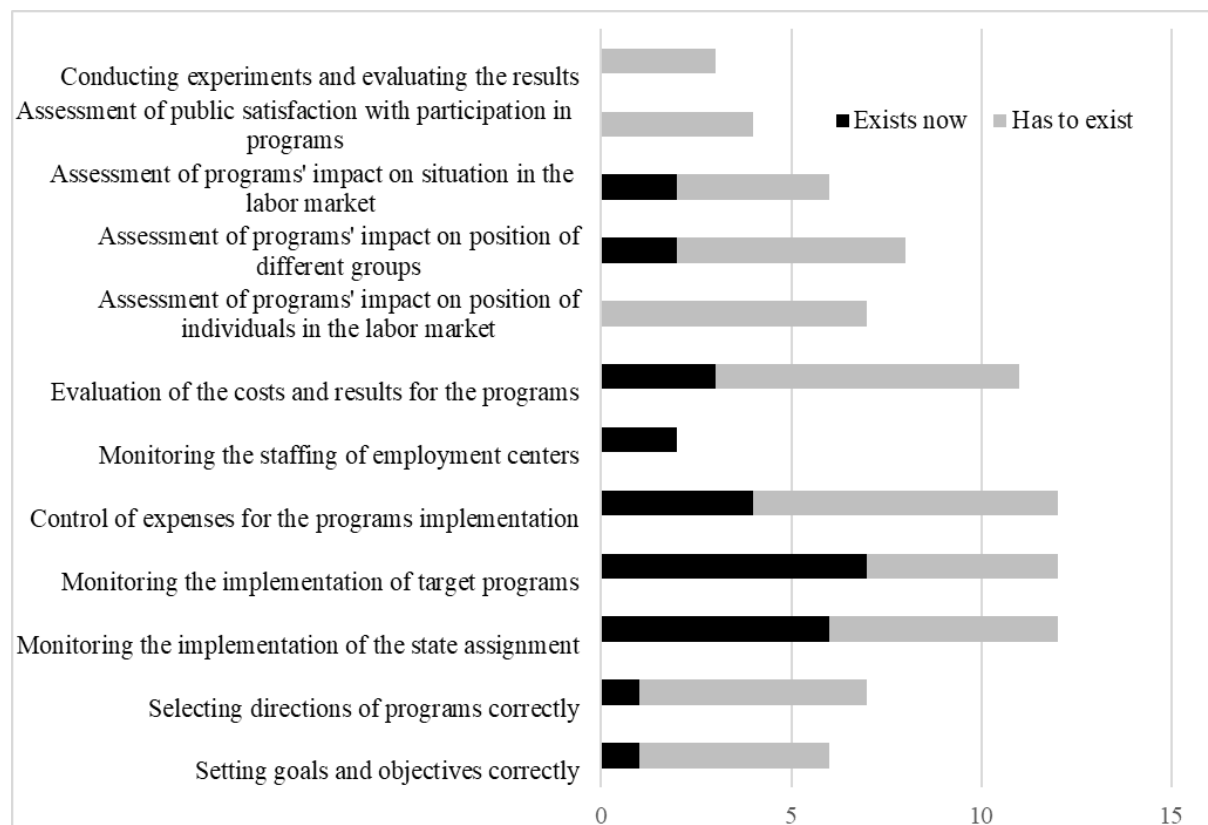 Conducting experiments and evaluating the results
Assessment of public satisfaction with participation in
programs
Exists now
Has to exist
Assessment of programs' impact on situation in the
labor market
Assessment of programs' impact on position of
different groups
Assessment of programs' impact on position of
individuals in the labor market
Evaluation of the costs and results for the programs
Monitoring the staffing of employment centers
Control of expenses for the programs implementation
Monitoring the implementation of target programs
Monitoring the implementation of the state assignment
Selecting directions of programs correctly
Setting goals and objectives correctly
0 5 10 15